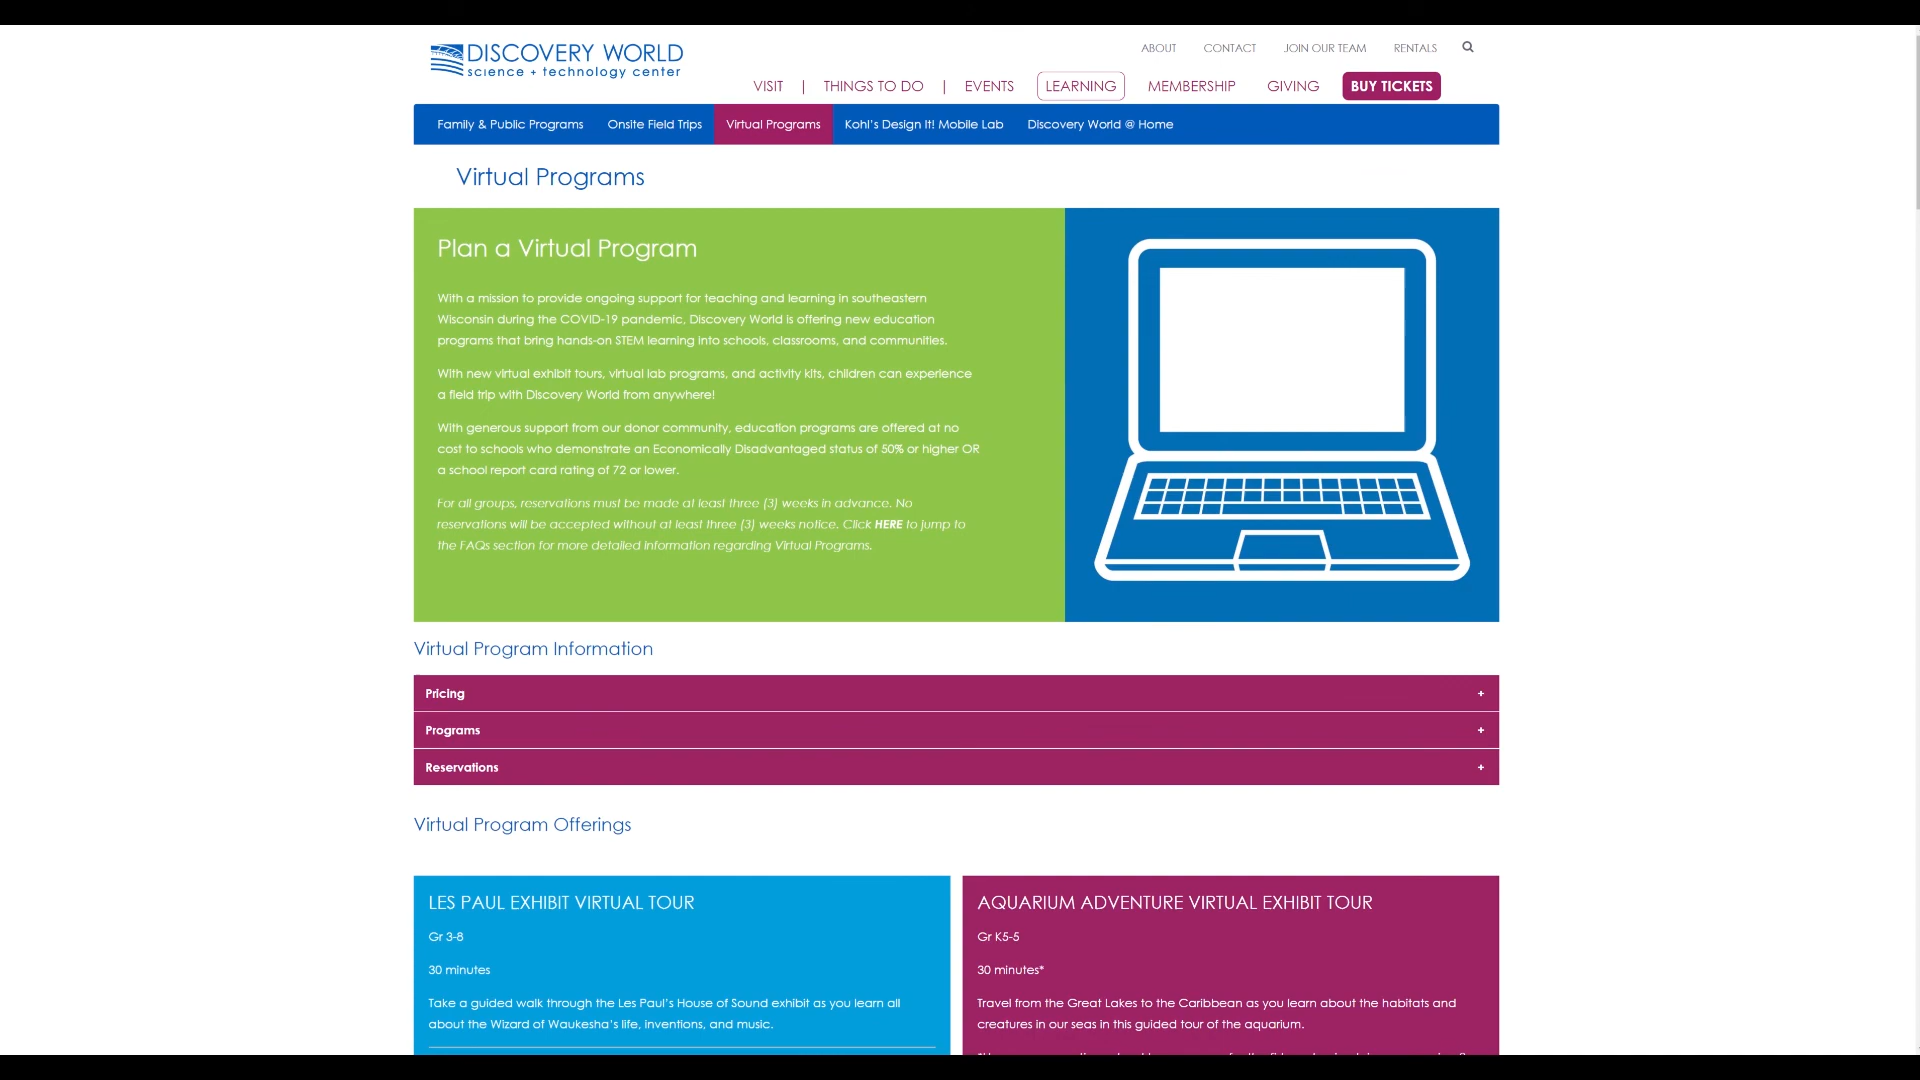 DISCOVERY WORLD
science + technology center
ABOUT CONTACT JOIN OUR TEAM RENTALS
VISIT | THINGS TO DO | EVENTS LEARNING MEMBERSHIP GIVING BUY TICKETS
Family & Public Programs Onsite Field Trips Virtual Programs Kohl's Design It! Mobile Lab Discovery World @ Home
Virtual Programs
Plan a Virtual Program
With a mission to provide ongoing support for teaching and learning in southeastern
Wisconsin during the COVID-19 pandemic, Discovery World is offering new education
programs that bring hands-on STEM learning into schools, classrooms, and communities.
With new virtual exhibit tours, virtual lab programs, and activity kits, children can experience
a field trip with Discovery World from anywhere!
With generous support from our donor community, education programs are offered at no
cost to schools who demonstrate an Economically Disadvantaged status of 50% or higher OR
a school report card rating of 72 or lower.
For all groups, reservations must be made at least three (3) weeks in advance. No
reservations will be accepted without at least three (3) weeks notice. Click HERE to jump to
the FAQs section for more detailed information regarding Virtual Programs.
Virtual Program Information
Pricing +
Programs +
Reservations +
Virtual Program Offerings
LES PAUL EXHIBIT VIRTUAL TOUR
Gr 3-8
30 minutes
Take a guided walk through the Les Paul's House of Sound exhibit as you learn all
about the Wizard of Waukesha's life, inventions, and music.
AQUARIUM ADVENTURE VIRTUAL EXHIBIT TOUR
Gr K5-5
30 minutes*
Travel from the Great Lakes to the Caribbean as you learn about the habitats and
creatures in our seas in this guided tour of the aquarium.